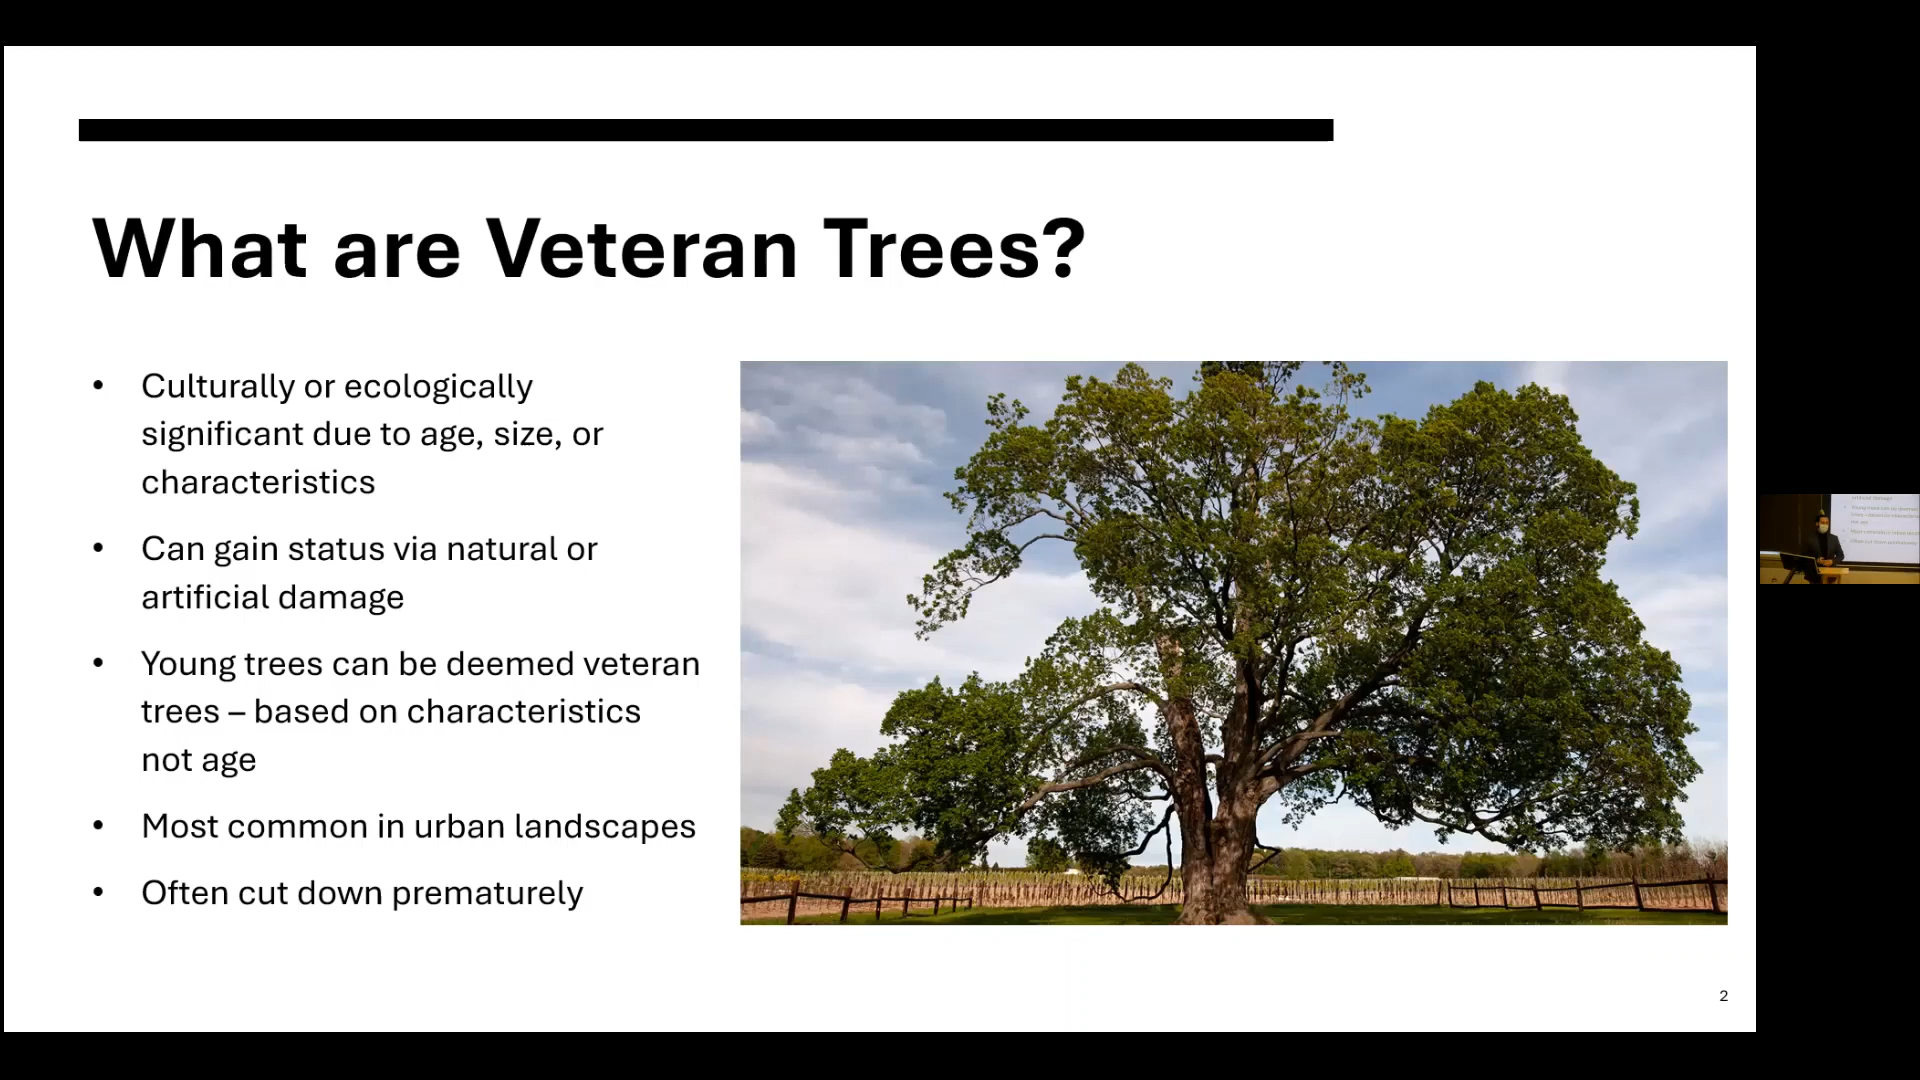 What are Veteran Trees?
• Culturally or ecologically
significant due to age, size, or
characteristics
• Can gain status via natural or
artificial damage
• Young trees can be deemed veteran
trees – based on characteristics
not age
• Most common in urban landscapes
• Often cut down prematurely
2